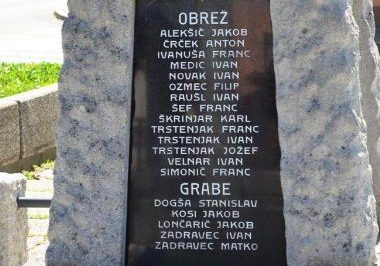 OBREŽ
ALEKŠIČ JAKOB
ČRČEK ANTON
IVANUŠA FRANC
MEDIC IVAN
NOVAK IVAN
OZMEC FILIP
RAUŠL IVAN
ŠEF FRANC
ŠKRINJAR KARL
TRSTENJAK FRANC
TRSTENJAK IVAN
TRSTENJAK JOŽEF
VELNAR IVAN
SIMONIČ FRANC
GRABE
DOGŠA STANISLAV
KOSI JAKOB
LONČARIČ JAKOB
ZADRAVEC IVAN
ZADRAVEC MATKO